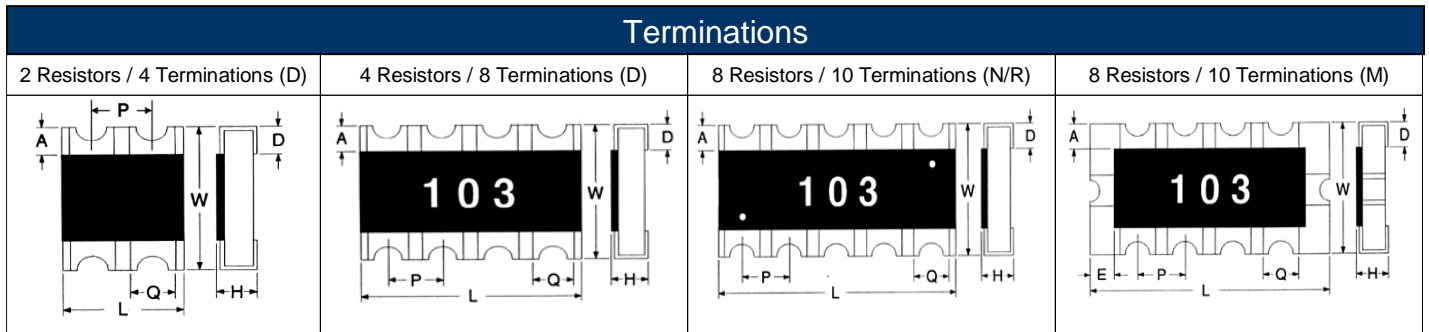 Terminations
2 Resistors / 4 Terminations (D)
4 Resistors / 8 Terminations (D)
8 Resistors / 10 Terminations (N/R)
8 Resistors / 10 Terminations (M)
P
A
D
W
Q
H
L
A
D
103
W
P
Q
H
L
A
D
103
W
P
Q
H
L
A
D
103
W
E
P
Q
H
L